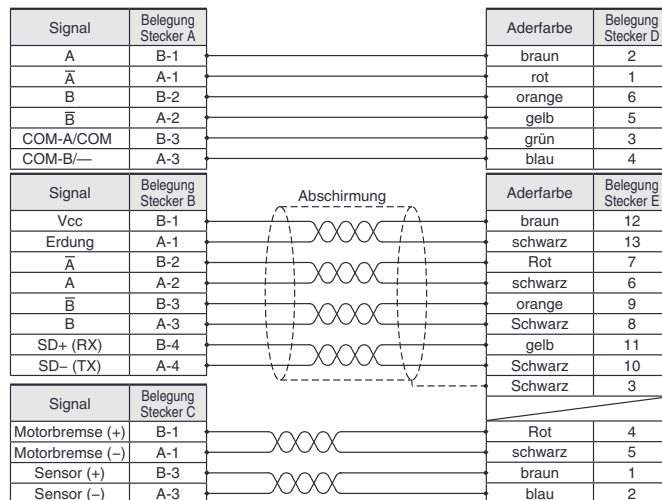 Signal Belegung Stecker A Aderfarbe Belegung Stecker D
A B-1 braun 2
A̅ A-1 rot 1
B B-2 orange 6
B̅ A-2 gelb 5
COM-A/COM B-3 grün 3
COM-B/— A-3 blau 4
Signal Belegung Stecker B Abschirmung Aderfarbe Belegung Stecker E
Vcc B-1 braun 12
Erdung A-1 schwarz 13
A̅ B-2 Rot 7
A A-2 schwarz 6
B̅ B-3 orange 9
B A-3 Schwarz 8
SD+ (RX) B-4 gelb 11
SD− (TX) A-4 Schwarz 10
Schwarz 3
Signal Belegung Stecker C
Motorbremse (+) B-1 Rot 4
Motorbremse (−) A-1 schwarz 5
Sensor (+) B-3 braun 1
Sensor (−) A-3 blau 2